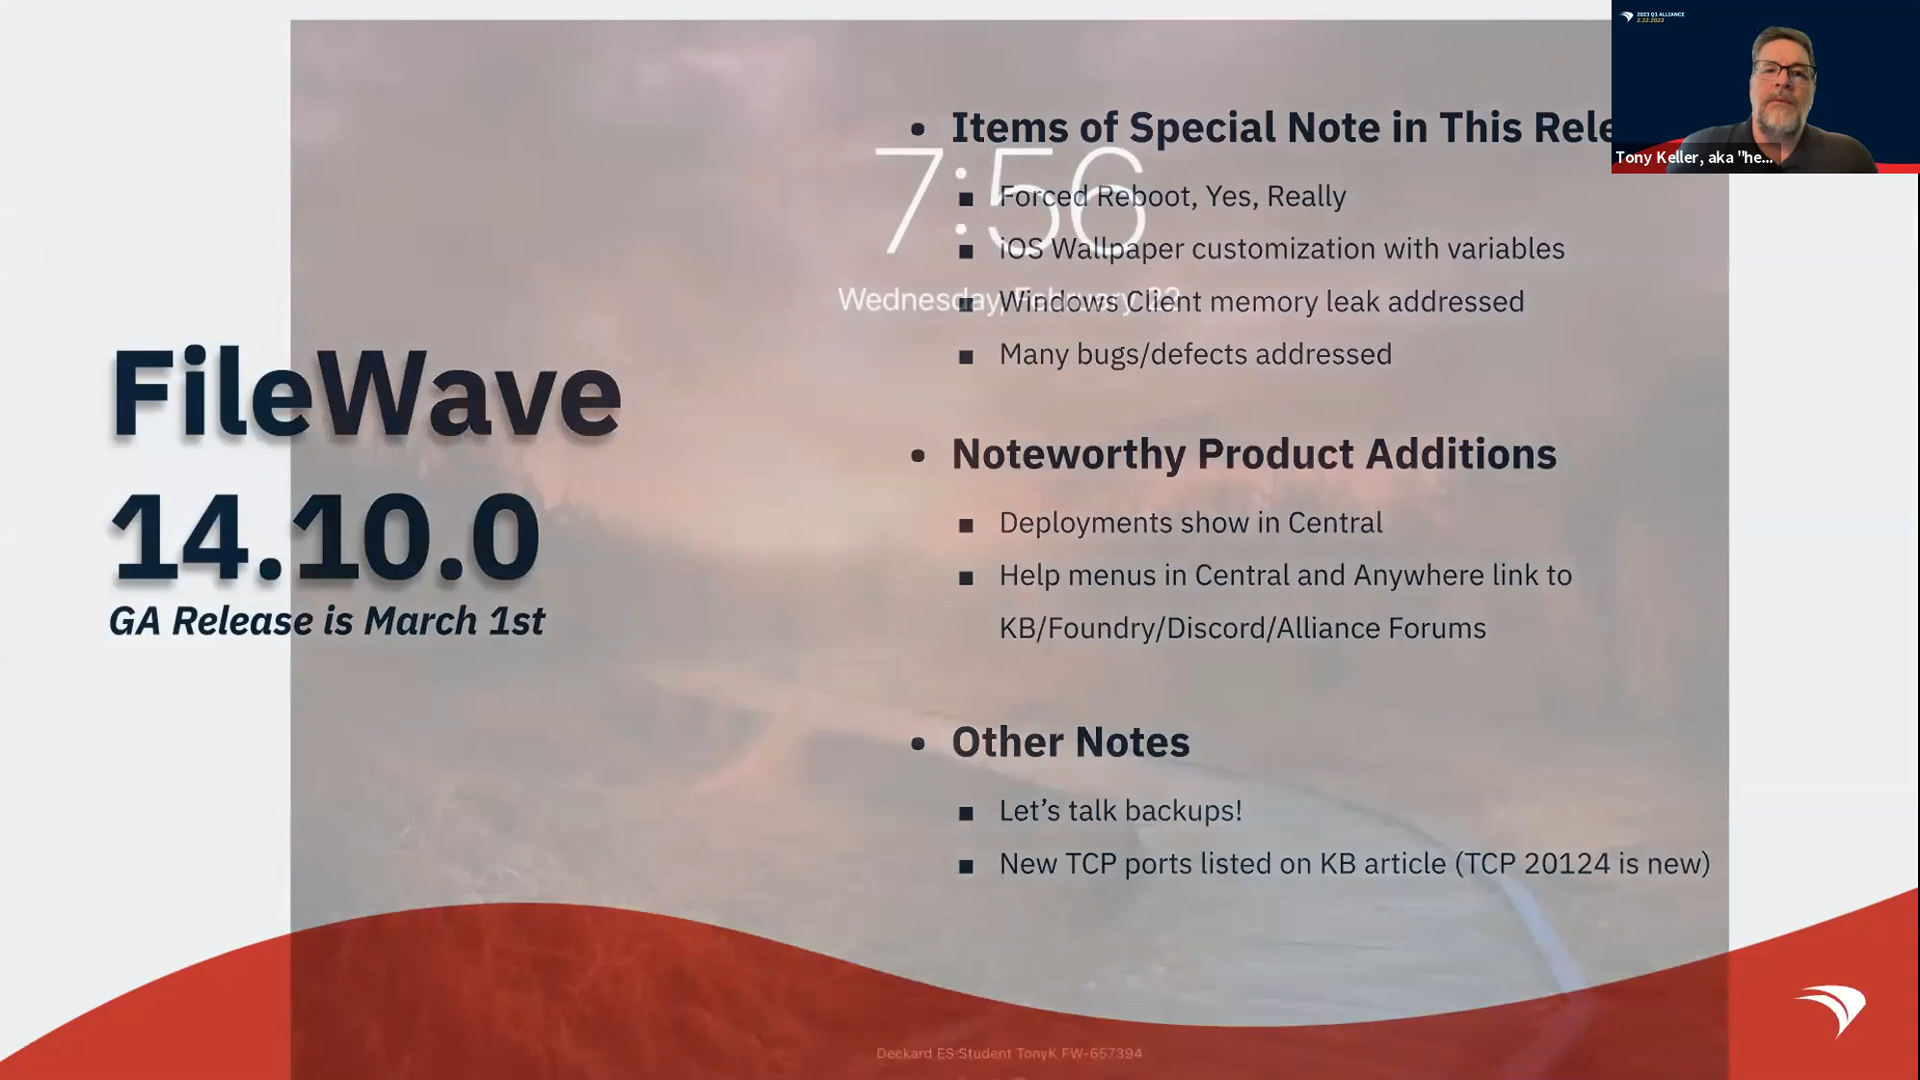 2023 Q1 ALLIANCE
2.22.2023
Tony Keller, aka "he...
FileWave
14.10.0
GA Release is March 1st
7:56
Wednesday, February 22
• Items of Special Note in This Rele
▪ Forced Reboot, Yes, Really
▪ iOS Wallpaper customization with variables
▪ Windows Client memory leak addressed
▪ Many bugs/defects addressed
• Noteworthy Product Additions
▪ Deployments show in Central
▪ Help menus in Central and Anywhere link to
KB/Foundry/Discord/Alliance Forums
• Other Notes
▪ Let’s talk backups!
▪ New TCP ports listed on KB article (TCP 20124 is new)
Deckard ES Student TonyK FW-657394